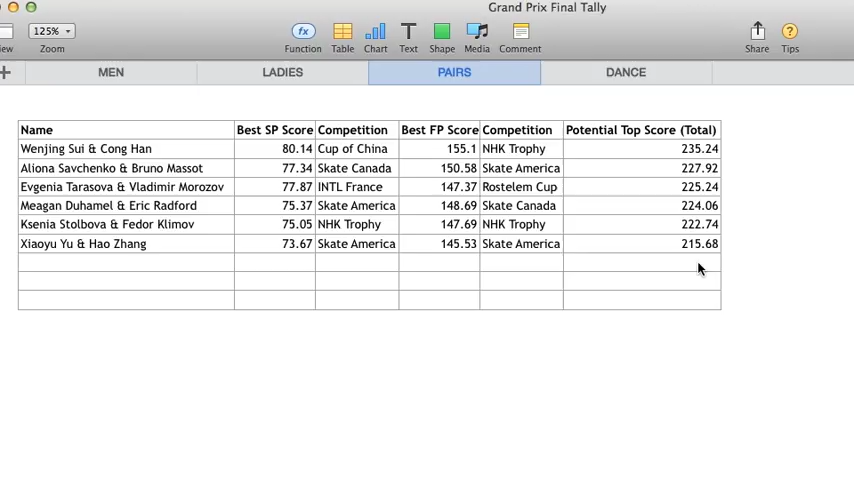 Grand Prix Final Tally
125%
Zoom Function Table Chart Text Shape Media Comment Share Tips
MEN LADIES PAIRS DANCE
Name Best SP Score Competition Best FP Score Competition Potential Top Score (Total)
Wenjing Sui & Cong Han 80.14 Cup of China 155.1 NHK Trophy 235.24
Aliona Savchenko & Bruno Massot 77.34 Skate Canada 150.58 Skate America 227.92
Evgenia Tarasova & Vladimir Morozov 77.87 INTL France 147.37 Rostelem Cup 225.24
Meagan Duhamel & Eric Radford 75.37 Skate America 148.69 Skate Canada 224.06
Ksenia Stolbova & Fedor Klimov 75.05 NHK Trophy 147.69 NHK Trophy 222.74
Xiaoyu Yu & Hao Zhang 73.67 Skate America 145.53 Skate America 215.68